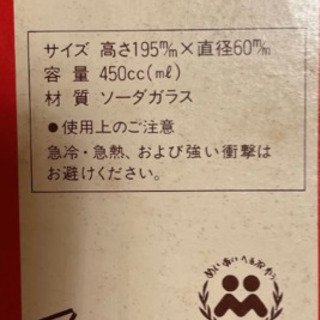 サイズ 高さ195m/m×直径60m/m
容 量 450cc(mℓ)
材 質 ソーダガラス
●使用上のご注意
急冷・急熱、および強い衝撃は
お避けください。